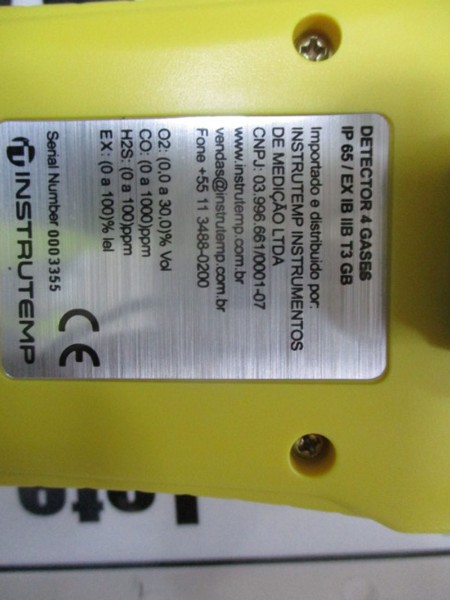 DETECTOR 4 GASES
IP 65 / EX IB IIB T3 GB
Importado e distribuido por:
INSTRUTEMP INSTRUMENTOS
DE MEDIÇÃO LTDA
CNPJ: 03.996.661/0001-07
www.instrutemp.com.br
vendas@instrutemp.com.br
Fone +55 11 3488-0200
O2: (0,0 a 30,0)% Vol
CO: (0 a 1000)ppm
H2S: (0 a 100)ppm
EX: (0 a 100)% lel
Serial Number 0003355
CE
INSTRUTEMP
Lote